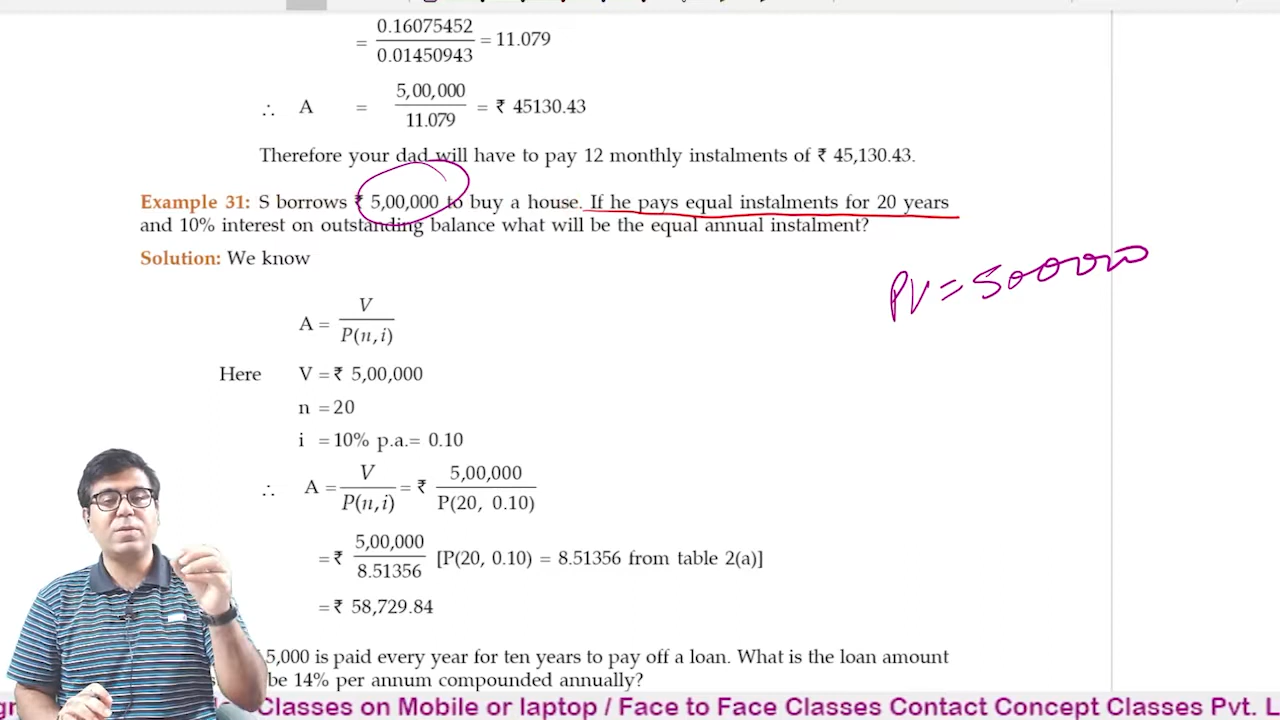 = 0.16075452 / 0.01450943 = 11.079
∴ A = 5,00,000 / 11.079 = ₹ 45130.43
Therefore your dad will have to pay 12 monthly instalments of ₹ 45,130.43.
Example 31: S borrows ₹ 5,00,000 to buy a house. If he pays equal instalments for 20 years
and 10% interest on outstanding balance what will be the equal annual instalment?
Solution: We know
PV = 500000
A = V / P(n,i)
Here V = ₹ 5,00,000
n = 20
i = 10% p.a.= 0.10
∴ A = V / P(n,i) = ₹ 5,00,000 / P(20, 0.10)
= ₹ 5,00,000 / 8.51356 [P(20, 0.10) = 8.51356 from table 2(a)]
= ₹ 58,729.84
5,000 is paid every year for ten years to pay off a loan. What is the loan amount
be 14% per annum compounded annually?
Classes on Mobile or laptop / Face to Face Classes Contact Concept Classes Pvt. L